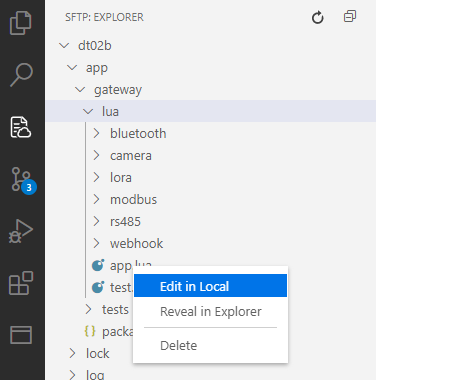 SFTP: EXPLORER
dt02b
app
gateway
lua
bluetooth
camera
lora
modbus
rs485
webhook
app.lua
test
Edit in Local
tests
Reveal in Explorer
packa
lock
Delete
log
3